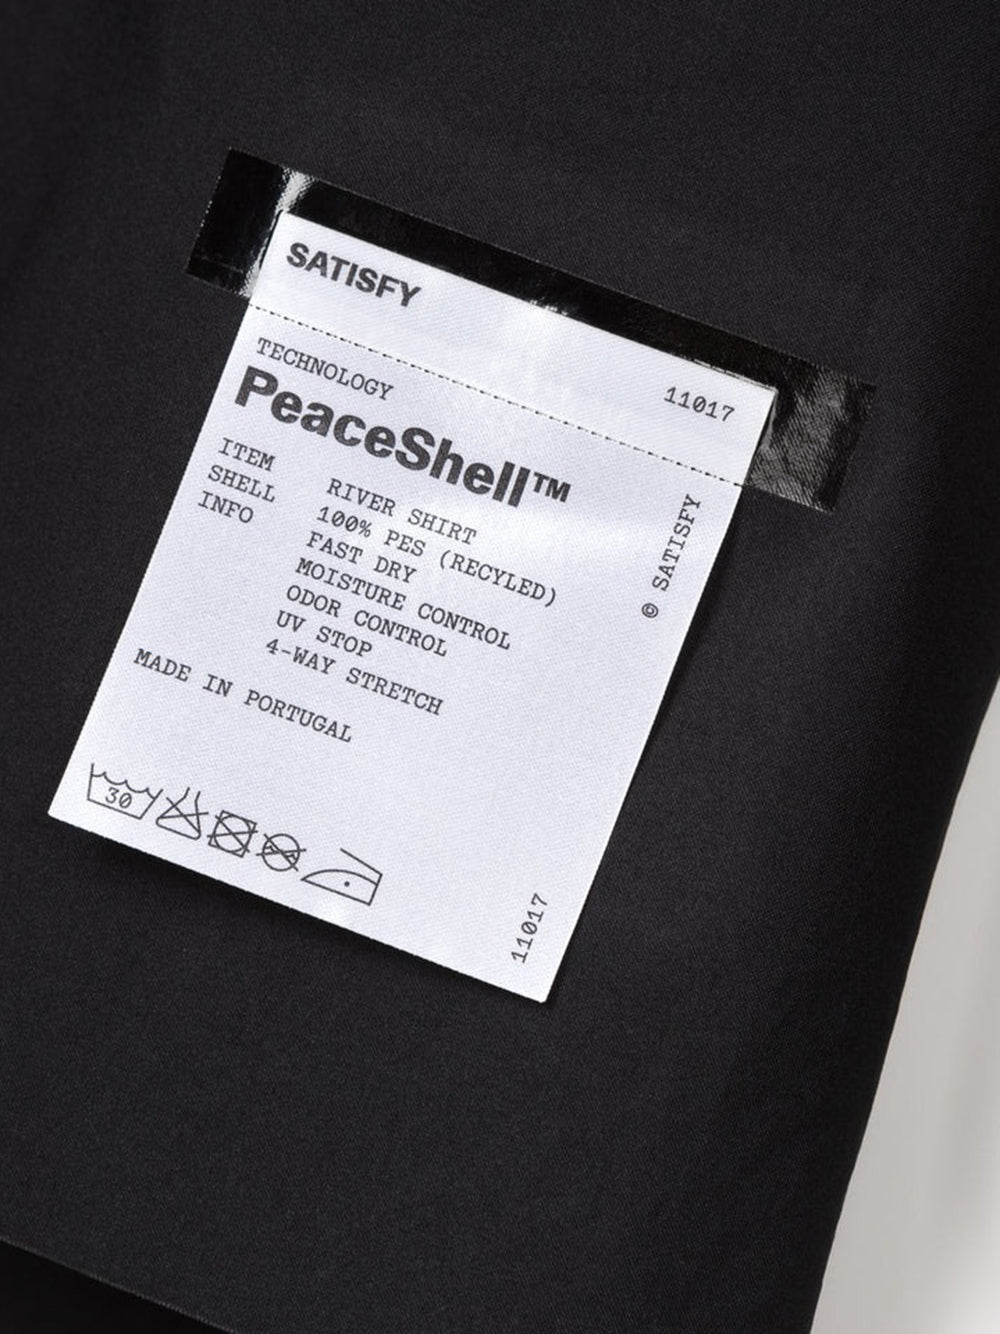 SATISFY
11017
TECHNOLOGY
PeaceShell™
ITEM RIVER SHIRT
SHELL 100% PES (RECYLED)
INFO FAST DRY
MOISTURE CONTROL
ODOR CONTROL
UV STOP
4-WAY STRETCH
MADE IN PORTUGAL
30
© SATISFY
11017